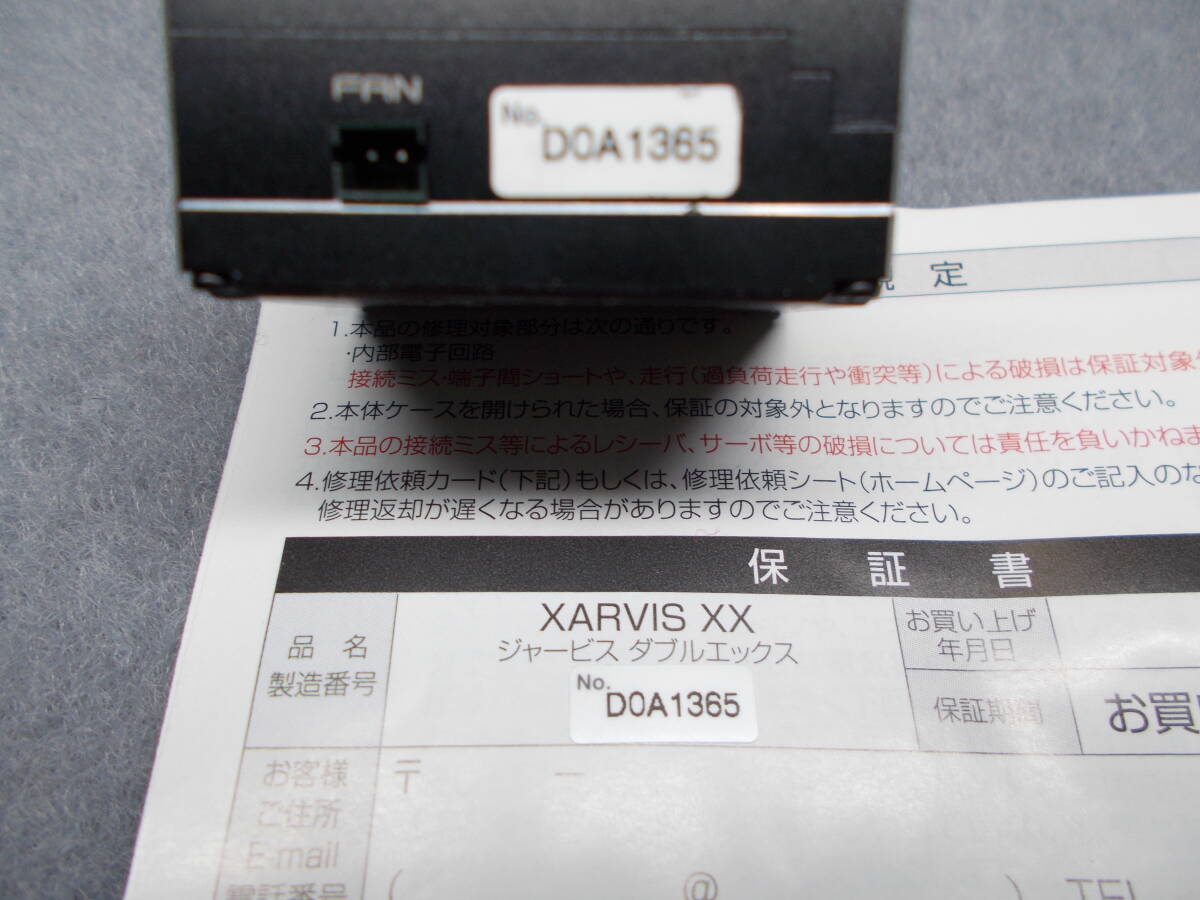 FAN
No.
D0A1365
定
1.本品の修理対象部分は次の通りです。
・内部電子回路
接続ミス・端子間ショートや、走行(過負荷走行や衝突等)による破損は保証対象
2.本体ケースを開けられた場合、保証の対象外となりますのでご注意ください。
3.本品の接続ミス等によるレシーバ、サーボ等の破損については責任を負いかねま
4.修理依頼カード(下記)もしくは、修理依頼シート(ホームページ)のご記入のな
修理返却が遅くなる場合がありますのでご注意ください。
保 証 書
品 名
製造番号
XARVIS XX
ジャービス ダブルエックス
No.
D0A1365
お買い上げ
年月日
保証期間
お買
お客様
ご住所
E-mail
電話番号
〒 ー
( @ ) TEL